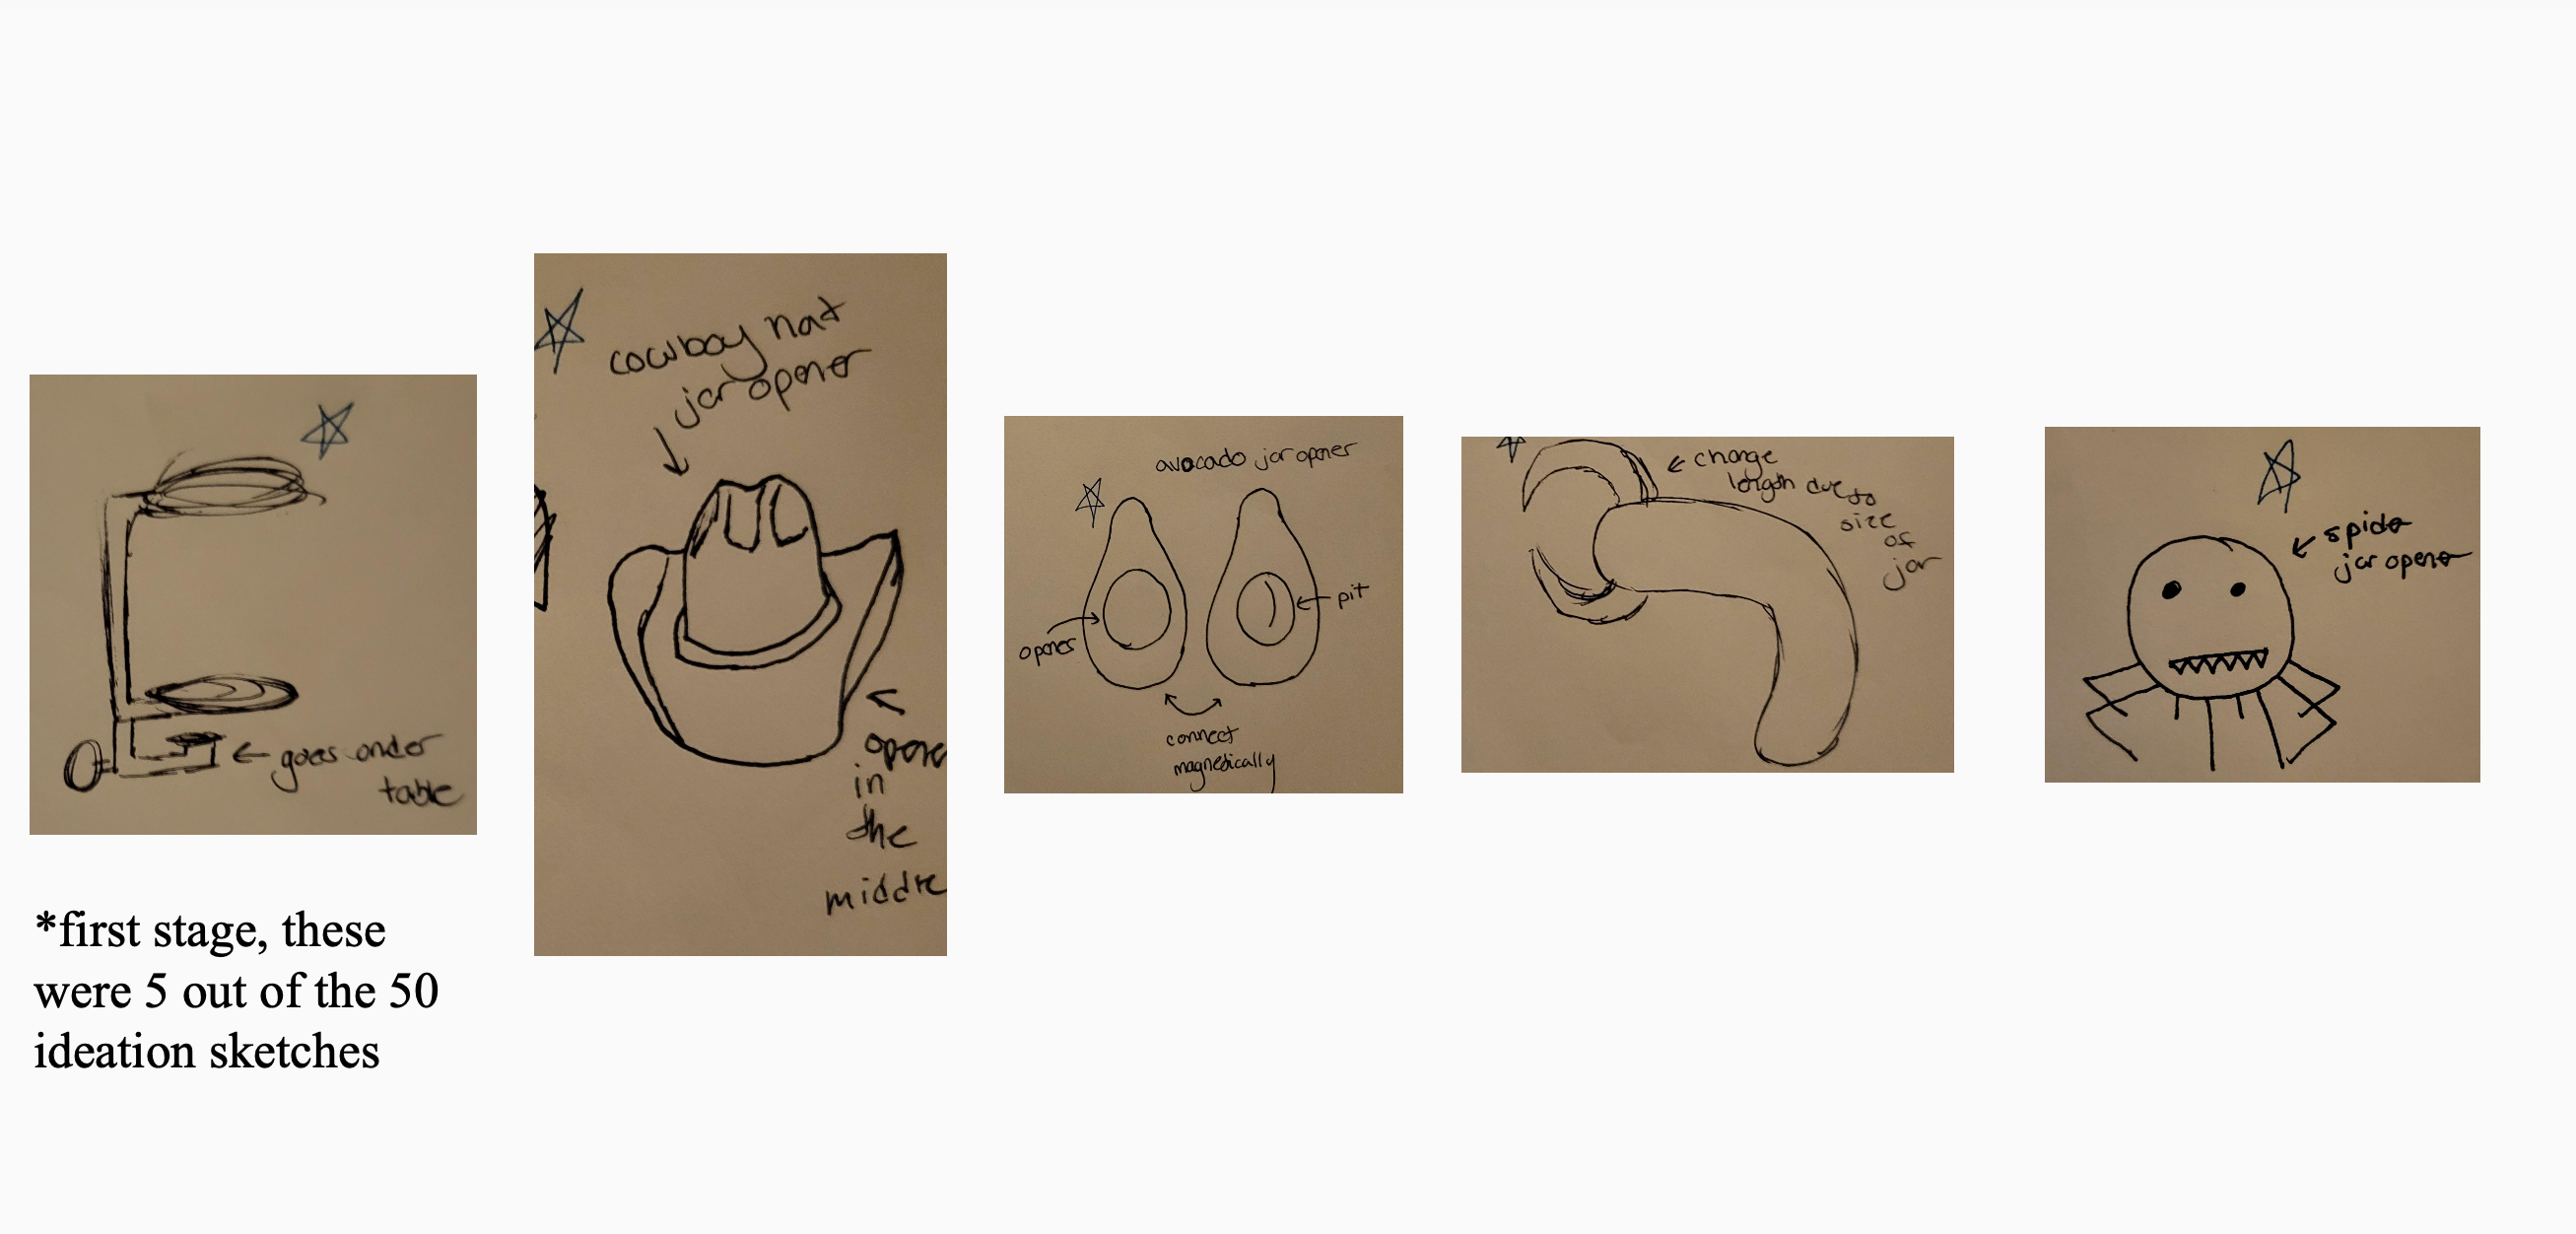 ← goes under
table
*first stage, these
were 5 out of the 50
ideation sketches
cowboy hat
jar opener
opener
in
the
middle
avocado jar opener
opener
pit
connect
magnetically
← change
length due to
size
of
jar
← spider
jar opener